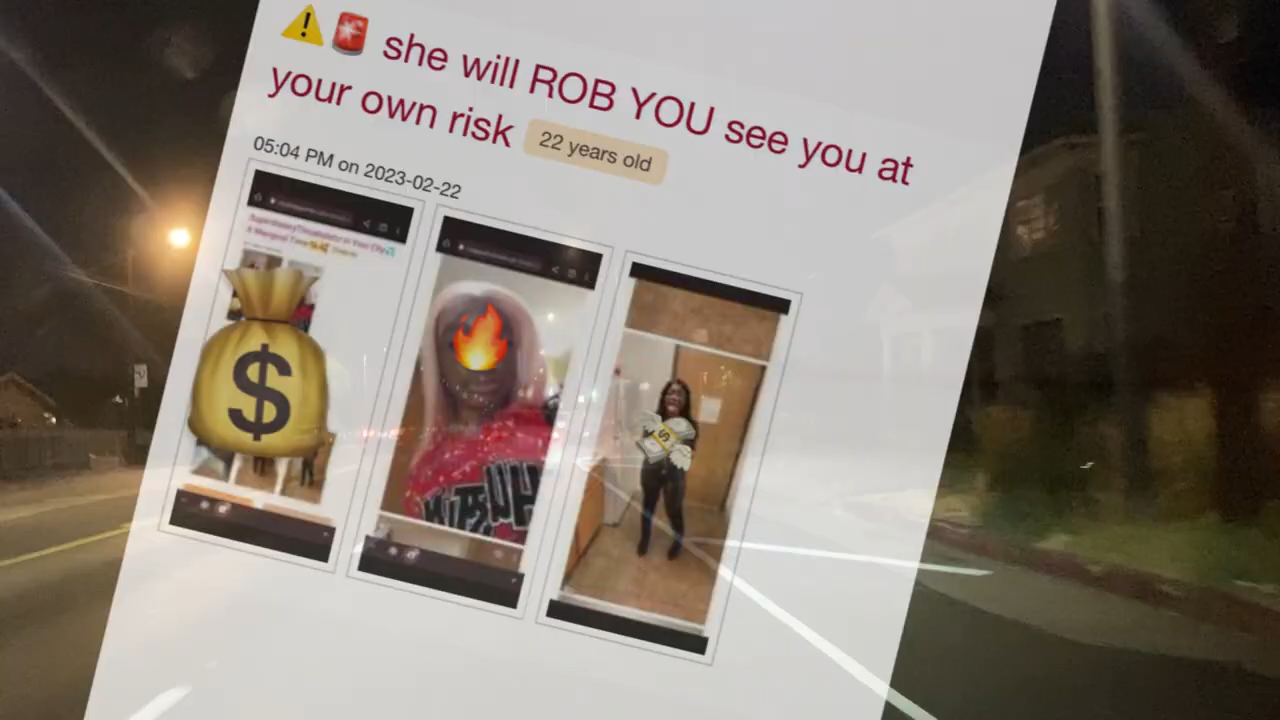 ⚠️🚨 she will ROB YOU see you at
your own risk 22 years old
05:04 PM on 2023-02-22
$